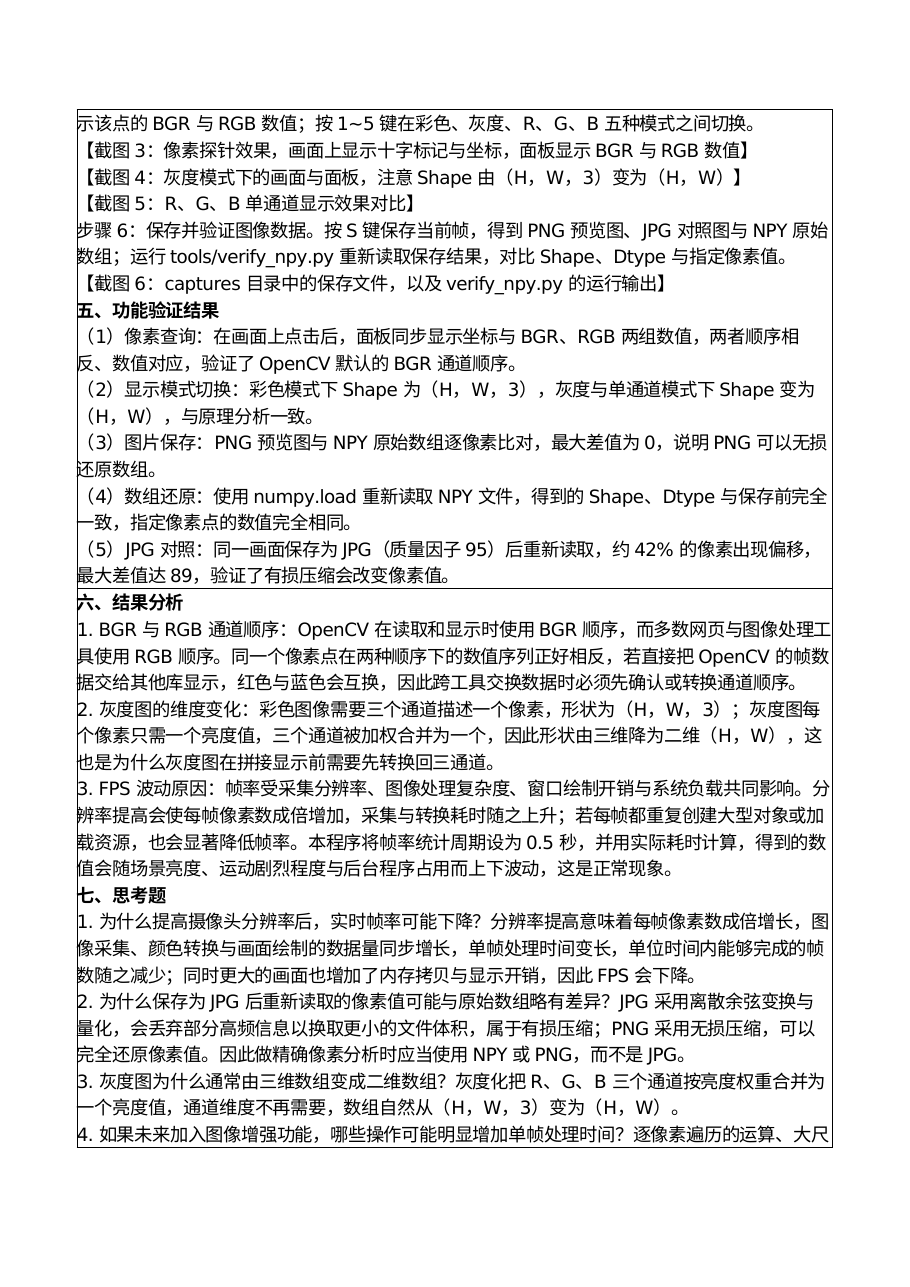 示该点的 BGR 与 RGB 数值；按 1~5 键在彩色、灰度、R、G、B 五种模式之间切换。
【截图 3：像素探针效果，画面上显示十字标记与坐标，面板显示 BGR 与 RGB 数值】
【截图 4：灰度模式下的画面与面板，注意 Shape 由（H，W，3）变为（H，W）】
【截图 5：R、G、B 单通道显示效果对比】
步骤 6：保存并验证图像数据。按 S 键保存当前帧，得到 PNG 预览图、JPG 对照图与 NPY 原始
数组；运行 tools/verify_npy.py 重新读取保存结果，对比 Shape、Dtype 与指定像素值。
【截图 6：captures 目录中的保存文件，以及 verify_npy.py 的运行输出】
五、功能验证结果
（1）像素查询：在画面上点击后，面板同步显示坐标与 BGR、RGB 两组数值，两者顺序相
反、数值对应，验证了 OpenCV 默认的 BGR 通道顺序。
（2）显示模式切换：彩色模式下 Shape 为（H，W，3），灰度与单通道模式下 Shape 变为
（H，W），与原理分析一致。
（3）图片保存：PNG 预览图与 NPY 原始数组逐像素比对，最大差值为 0，说明 PNG 可以无损
还原数组。
（4）数组还原：使用 numpy.load 重新读取 NPY 文件，得到的 Shape、Dtype 与保存前完全
一致，指定像素点的数值完全相同。
（5）JPG 对照：同一画面保存为 JPG（质量因子 95）后重新读取，约 42% 的像素出现偏移，
最大差值达 89，验证了有损压缩会改变像素值。
六、结果分析
1. BGR 与 RGB 通道顺序：OpenCV 在读取和显示时使用 BGR 顺序，而多数网页与图像处理工
具使用 RGB 顺序。同一个像素点在两种顺序下的数值序列正好相反，若直接把 OpenCV 的帧数
据交给其他库显示，红色与蓝色会互换，因此跨工具交换数据时必须先确认或转换通道顺序。
2. 灰度图的维度变化：彩色图像需要三个通道描述一个像素，形状为（H，W，3）；灰度图每
个像素只需一个亮度值，三个通道被加权合并为一个，因此形状由三维降为二维（H，W），这
也是为什么灰度图在拼接显示前需要先转换回三通道。
3. FPS 波动原因：帧率受采集分辨率、图像处理复杂度、窗口绘制开销与系统负载共同影响。分
辨率提高会使每帧像素数成倍增加，采集与转换耗时随之上升；若每帧都重复创建大型对象或加
载资源，也会显著降低帧率。本程序将帧率统计周期设为 0.5 秒，并用实际耗时计算，得到的数
值会随场景亮度、运动剧烈程度与后台程序占用而上下波动，这是正常现象。
七、思考题
1. 为什么提高摄像头分辨率后，实时帧率可能下降？分辨率提高意味着每帧像素数成倍增长，图
像采集、颜色转换与画面绘制的数据量同步增长，单帧处理时间变长，单位时间内能够完成的帧
数随之减少；同时更大的画面也增加了内存拷贝与显示开销，因此 FPS 会下降。
2. 为什么保存为 JPG 后重新读取的像素值可能与原始数组略有差异？JPG 采用离散余弦变换与
量化，会丢弃部分高频信息以换取更小的文件体积，属于有损压缩；PNG 采用无损压缩，可以
完全还原像素值。因此做精确像素分析时应当使用 NPY 或 PNG，而不是 JPG。
3. 灰度图为什么通常由三维数组变成二维数组？灰度化把 R、G、B 三个通道按亮度权重合并为
一个亮度值，通道维度不再需要，数组自然从（H，W，3）变为（H，W）。
4. 如果未来加入图像增强功能，哪些操作可能明显增加单帧处理时间？逐像素遍历的运算、大尺